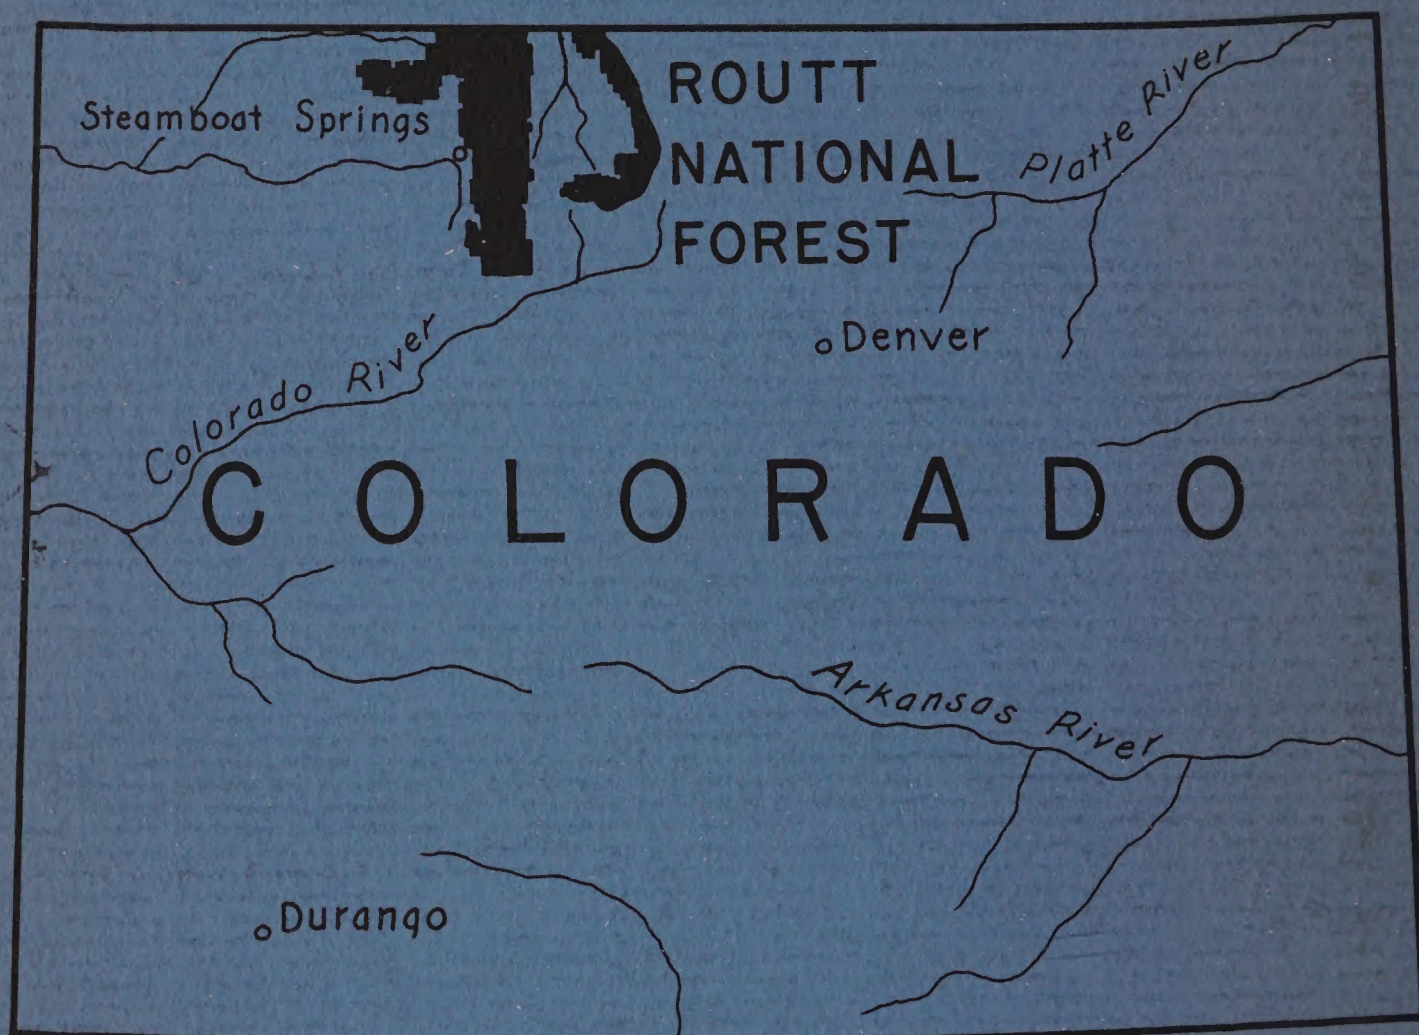 ROUTT
NATIONAL
FOREST
Steamboat Springs
Platte River
Denver
Colorado River
COLORADO
Arkansas River
Durango